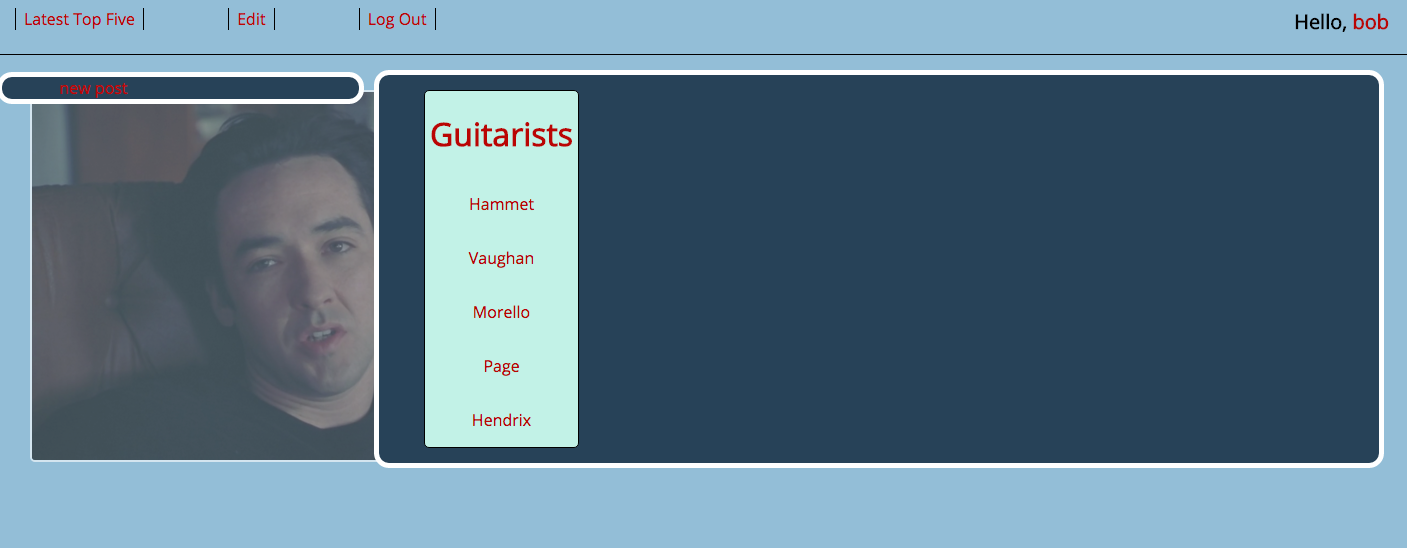 Latest Top Five Edit Log Out Hello, bob
new post
Guitarists
Hammet
Vaughan
Morello
Page
Hendrix